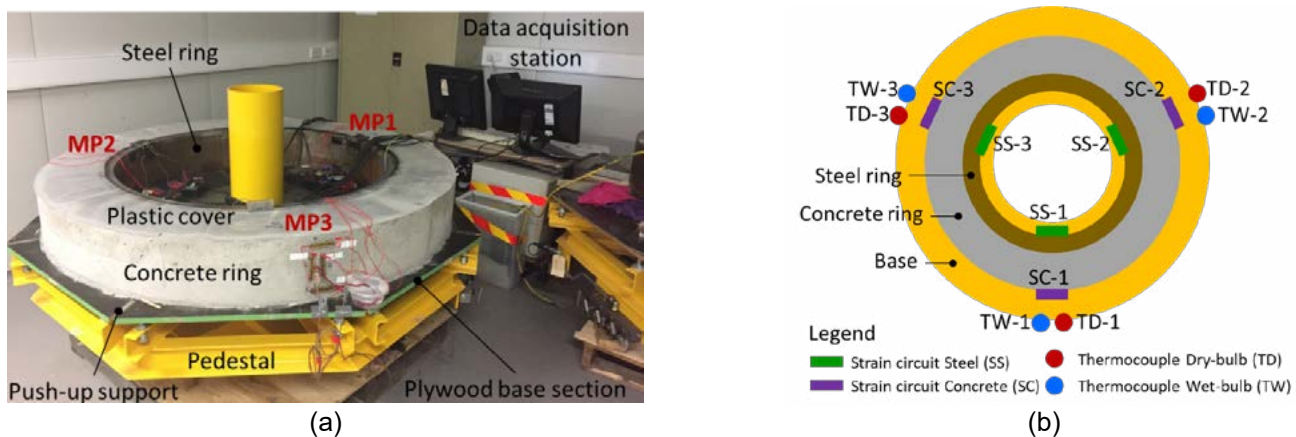 Steel ring
Data acquisition
station
MP1
MP2
Plastic cover
MP3
Concrete ring
Pedestal
Push-up support
Plywood base section
(a)
TW-3
TD-3
SC-3
SC-2
TD-2
TW-2
SS-3
SS-2
Steel ring
Concrete ring
SS-1
Base
SC-1
TW-1
TD-1
Legend
Strain circuit Steel (SS)
Thermocouple Dry-bulb (TD)
Strain circuit Concrete (SC)
Thermocouple Wet-bulb (TW)
(b)